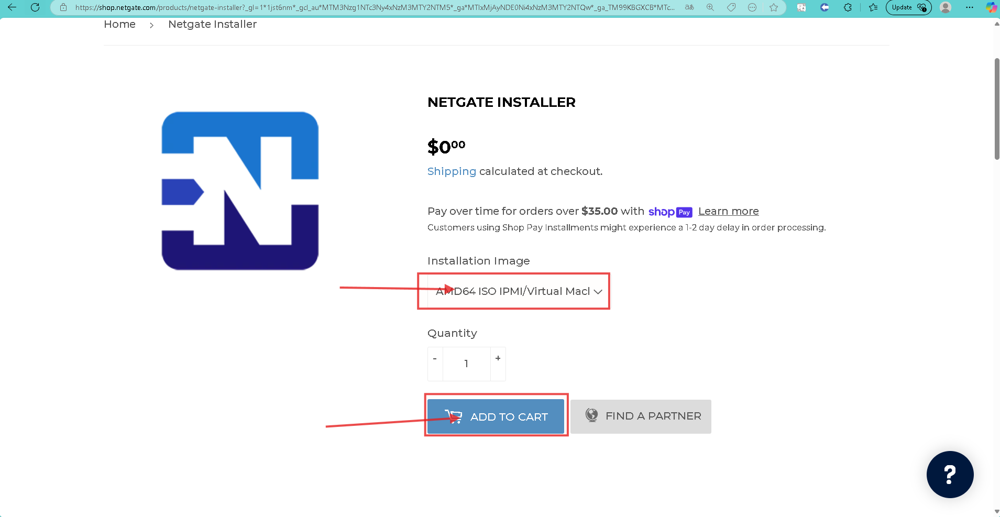 https://shop.netgate.com/products/netgate-installer?_gl=1*1jst6nm*_gcl_au*MTM3Nzg1NTc3Ny4xNzM3MTY2NTM5*_ga*MTIxMjAyNDE0Ni4xNzM3MTY2NTQw*_ga_TM99KBGXCB*MTc...
Update
Home > Netgate Installer
NETGATE INSTALLER
$0⁰⁰
Shipping calculated at checkout.
Pay over time for orders over $35.00 with shop Pay Learn more
Customers using Shop Pay Installments might experience a 1-2 day delay in order processing.
Installation Image
AMD64 ISO IPMI/Virtual Macl
Quantity
- 1 +
ADD TO CART
FIND A PARTNER
?